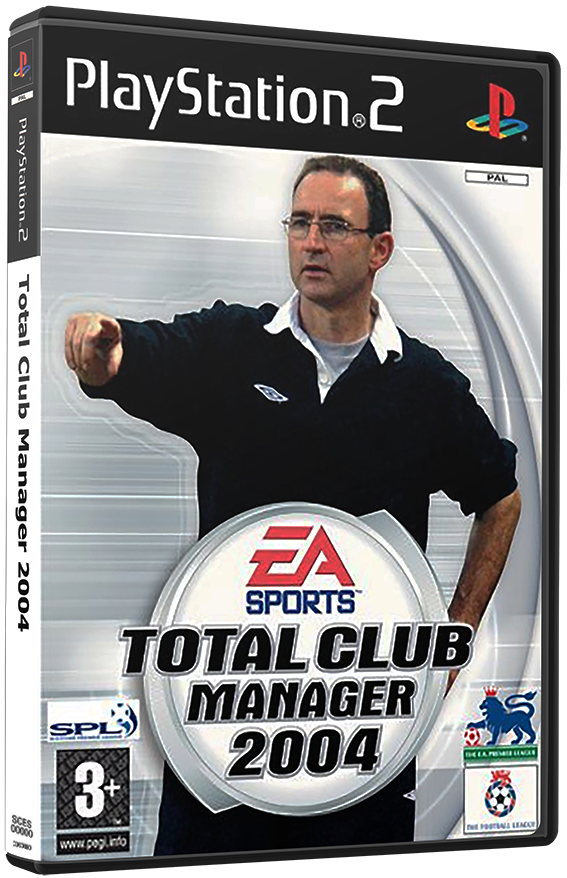 PAL
PlayStation.2
Total Club Manager 2004
SCES
00000
PlayStation®.2
PAL
EA
SPORTS™
TOTAL CLUB
MANAGER
2004
SPL
3+
www.pegi.info
THE F.A. PREMIER LEAGUE
THE FOOTBALL LEAGUE